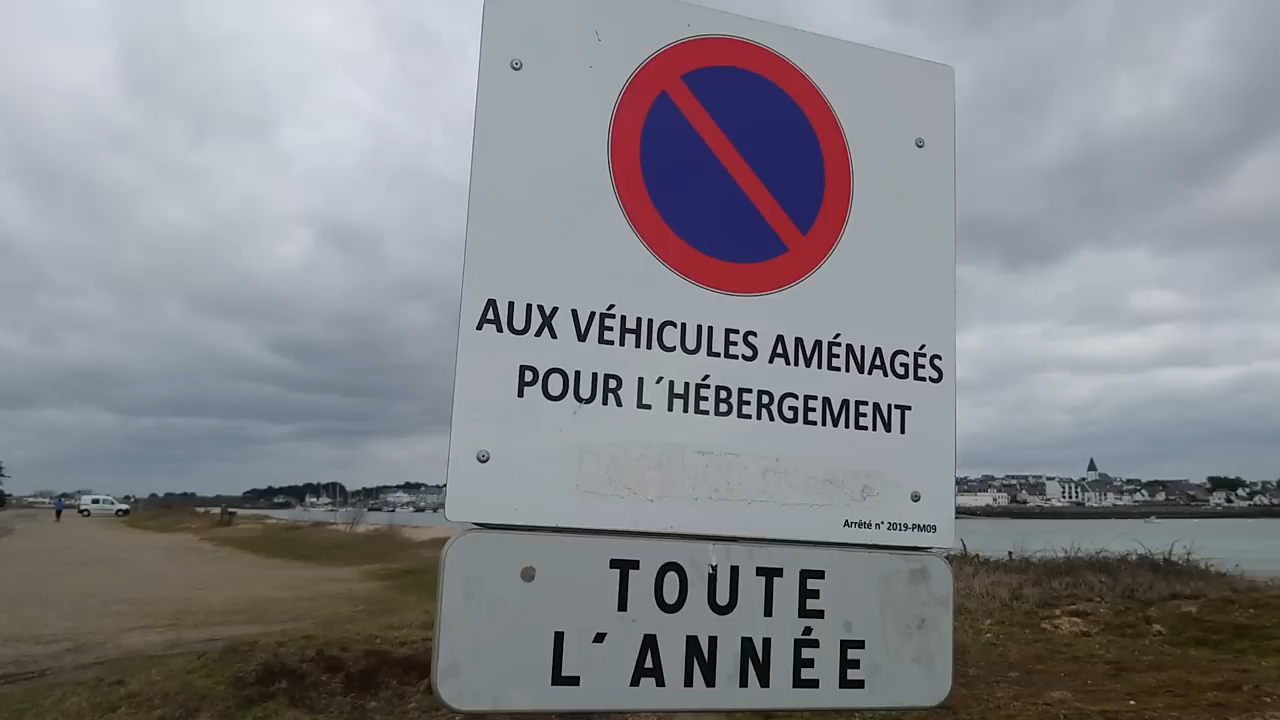 AUX VÉHICULES AMÉNAGÉS
POUR L´HÉBERGEMENT
Arrêté n° 2019-PM09
TOUTE
L´ANNÉE